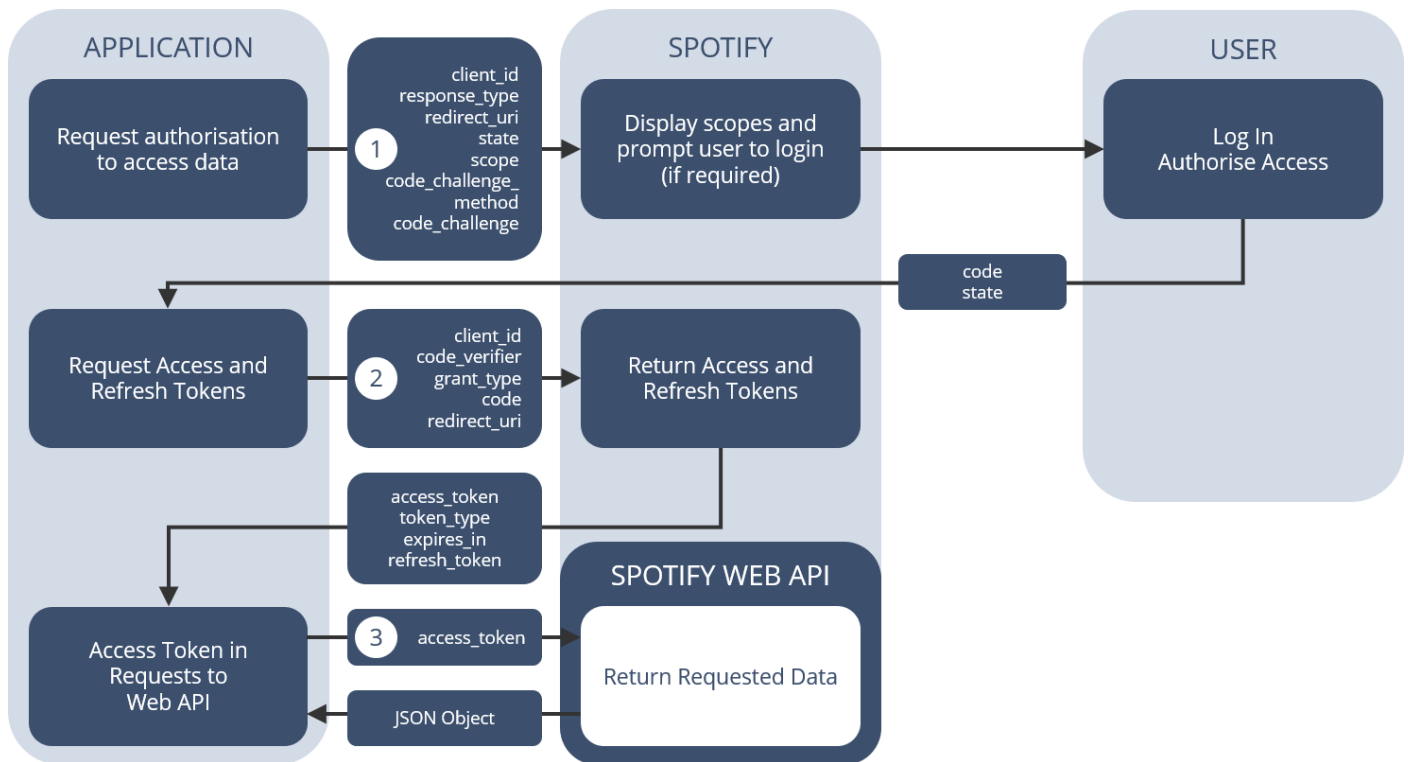 APPLICATION
SPOTIFY
USER
Request authorisation
to access data
1
client_id
response_type
redirect_uri
state
scope
code_challenge_
method
code_challenge
Display scopes and
prompt user to login
(if required)
Log In
Authorise Access
code
state
Request Access and
Refresh Tokens
2
client_id
code_verifier
grant_type
code
redirect_uri
Return Access and
Refresh Tokens
access_token
token_type
expires_in
refresh_token
SPOTIFY WEB API
Access Token in
Requests to
Web API
3
access_token
Return Requested Data
JSON Object